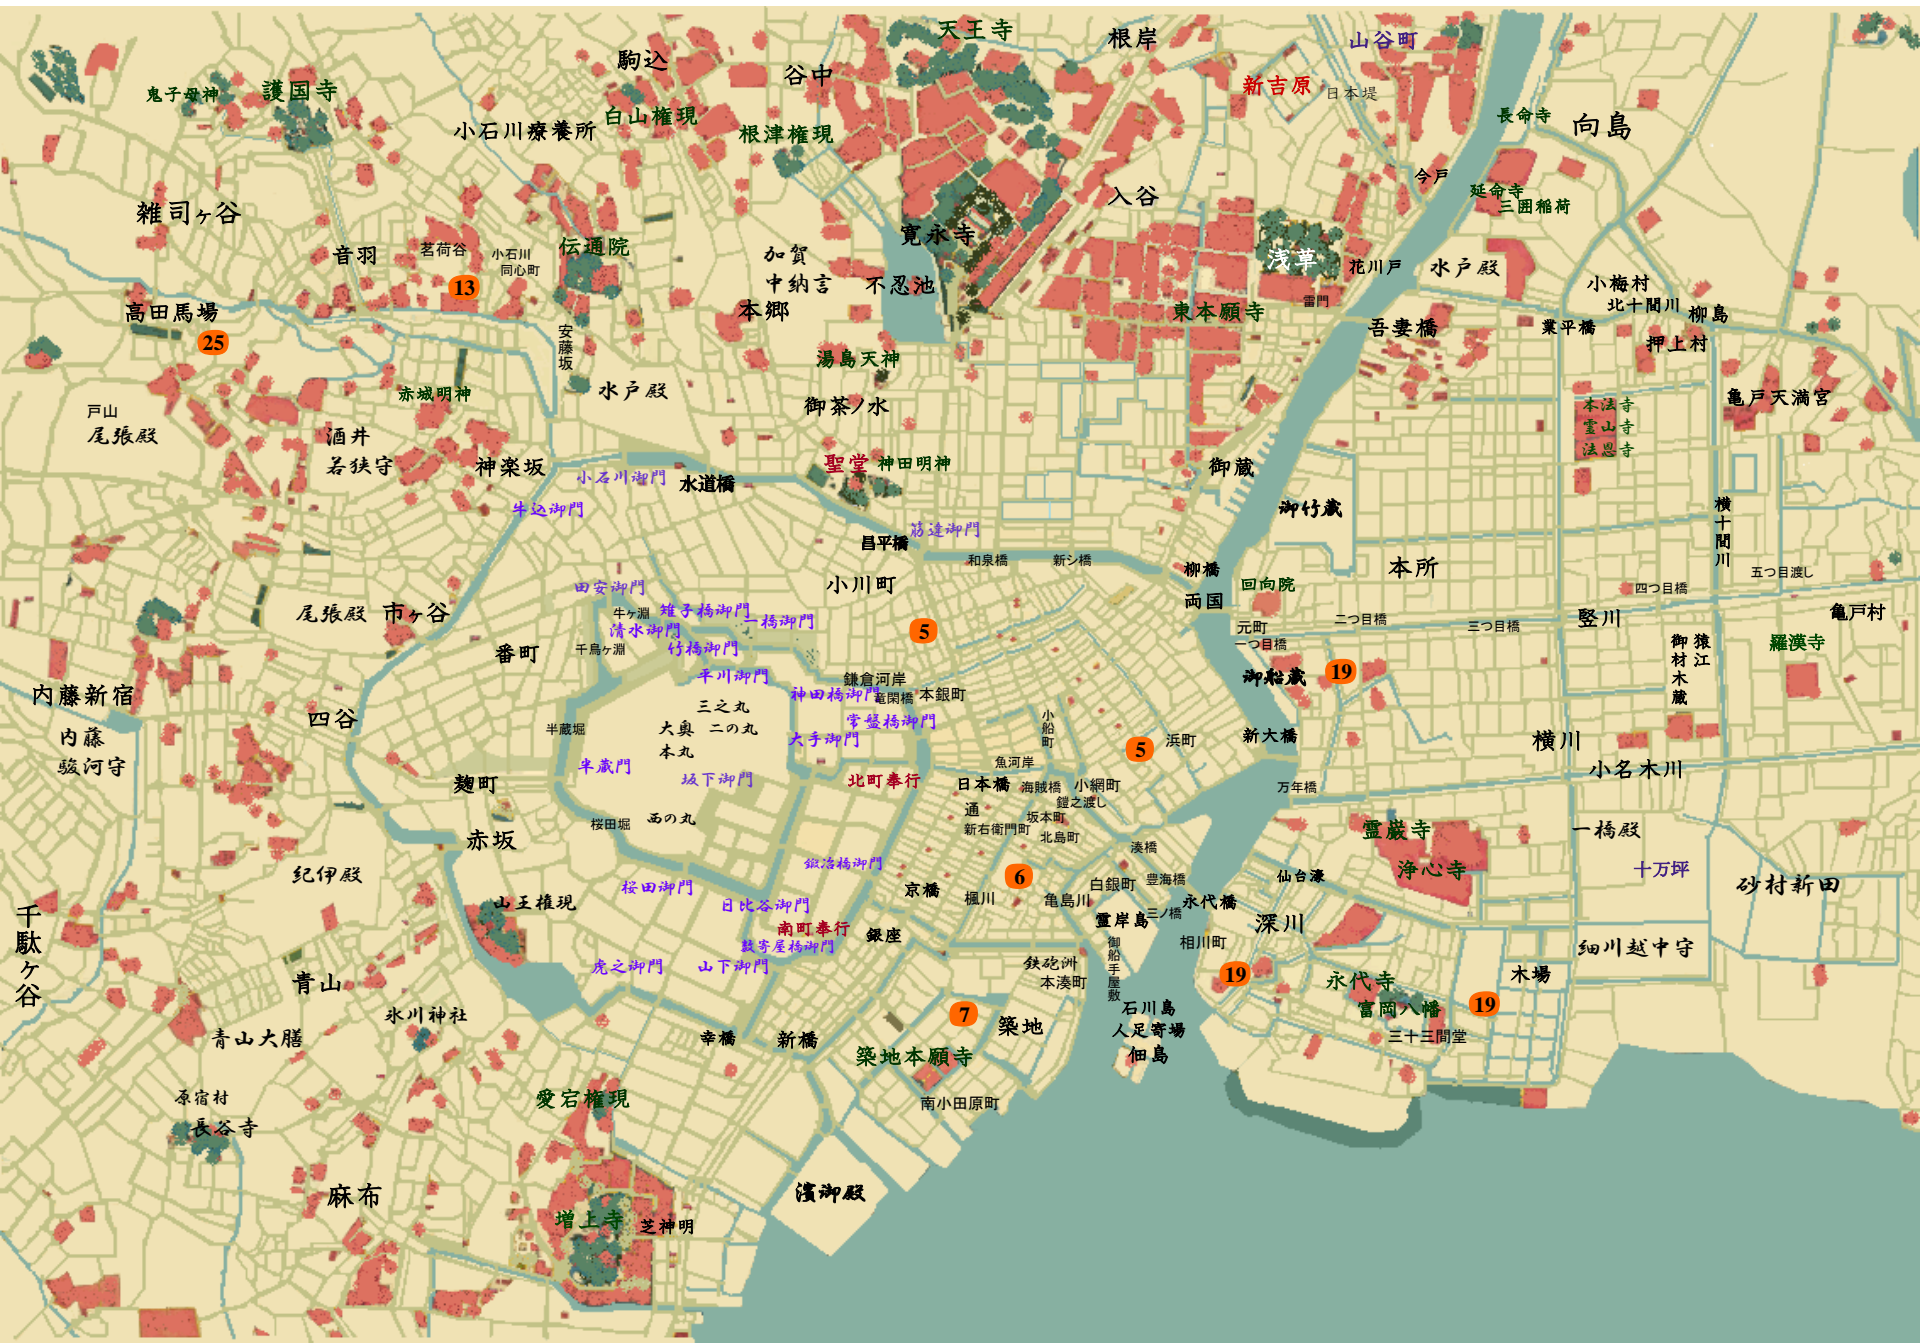 天王寺
根岸
山谷町
駒込
谷中
新吉原
日本堤
鬼子母神
護国寺
白山権現
小石川療養所
根津権現
長命寺
向島
今戸
延命寺
三囲稲荷
入谷
雑司ヶ谷
音羽
茗荷谷
小石川
同心町
伝通院
加賀
中納言
寛永寺
不忍池
浅草
花川戸
水戸殿
13
小梅村
北十間川
柳島
高田馬場
25
本郷
東本願寺
雷門
吾妻橋
業平橋
押上村
安藤坂
湯島天神
水戸殿
赤城明神
御茶ノ水
亀戸天満宮
本法寺
霊山寺
法恩寺
戸山
尾張殿
酒井
若狭守
神楽坂
聖堂
神田明神
御蔵
小石川御門
水道橋
牛込御門
御竹蔵
横十間川
筋違御門
昌平橋
和泉橋
新シ橋
柳橋
本所
五つ目渡し
田安御門
小川町
回向院
四つ目橋
両国
尾張殿
市ヶ谷
牛ヶ淵
雉子橋御門
一橋御門
清水御門
5
元町
二つ目橋
三つ目橋
竪川
亀戸村
番町
千鳥ヶ淵
竹橋御門
一つ目橋
御材木蔵
猿江
羅漢寺
平川御門
鎌倉河岸
御船蔵
19
内藤新宿
神田橋御門
竜閑橋
本銀町
四谷
三之丸
常盤橋御門
小船町
半蔵堀
大奥
二の丸
大手御門
5
浜町
新大橋
横川
内藤
駿河守
本丸
半蔵門
魚河岸
小名木川
麹町
坂下御門
北町奉行
日本橋
海賊橋
小網町
万年橋
鎧之渡し
通
坂本町
桜田堀
西の丸
新右衛門町
北島町
霊巌寺
一橋殿
赤坂
湊橋
鍛冶橋御門
浄心寺
十万坪
紀伊殿
6
豊海橋
仙台濠
砂村新田
桜田御門
京橋
楓川
亀島川
白銀町
永代橋
山王権現
日比谷御門
霊岸島
三ノ橋
深川
千駄ヶ谷
南町奉行
銀座
数寄屋橋御門
相川町
細川越中守
虎之御門
山下御門
鉄砲洲
御船手屋敷
19
木場
青山
本湊町
永代寺
石川島
富岡八幡
19
氷川神社
7
築地
人足寄場
青山大膳
幸橋
新橋
三十三間堂
築地本願寺
佃島
原宿村
愛宕権現
南小田原町
長谷寺
麻布
濱御殿
増上寺
芝神明